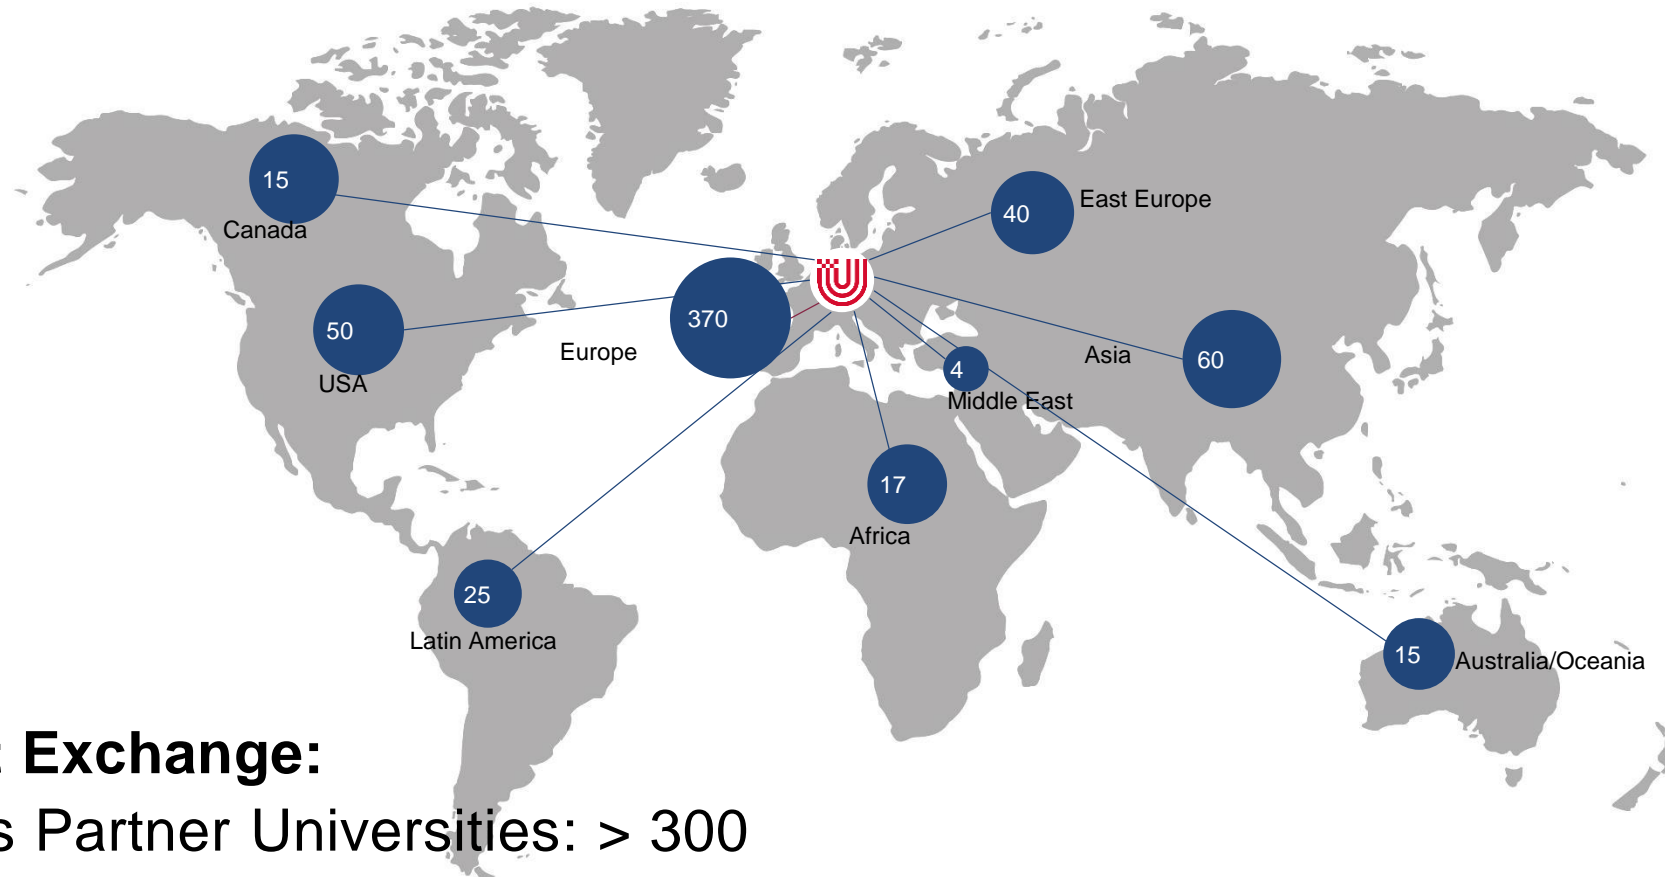 15
Canada
40
East Europe
370
50
Europe
USA
Asia
60
4
Middle East
17
Africa
25
Latin America
15
Australia/Oceania
Exchange:
Partner Universities: > 300